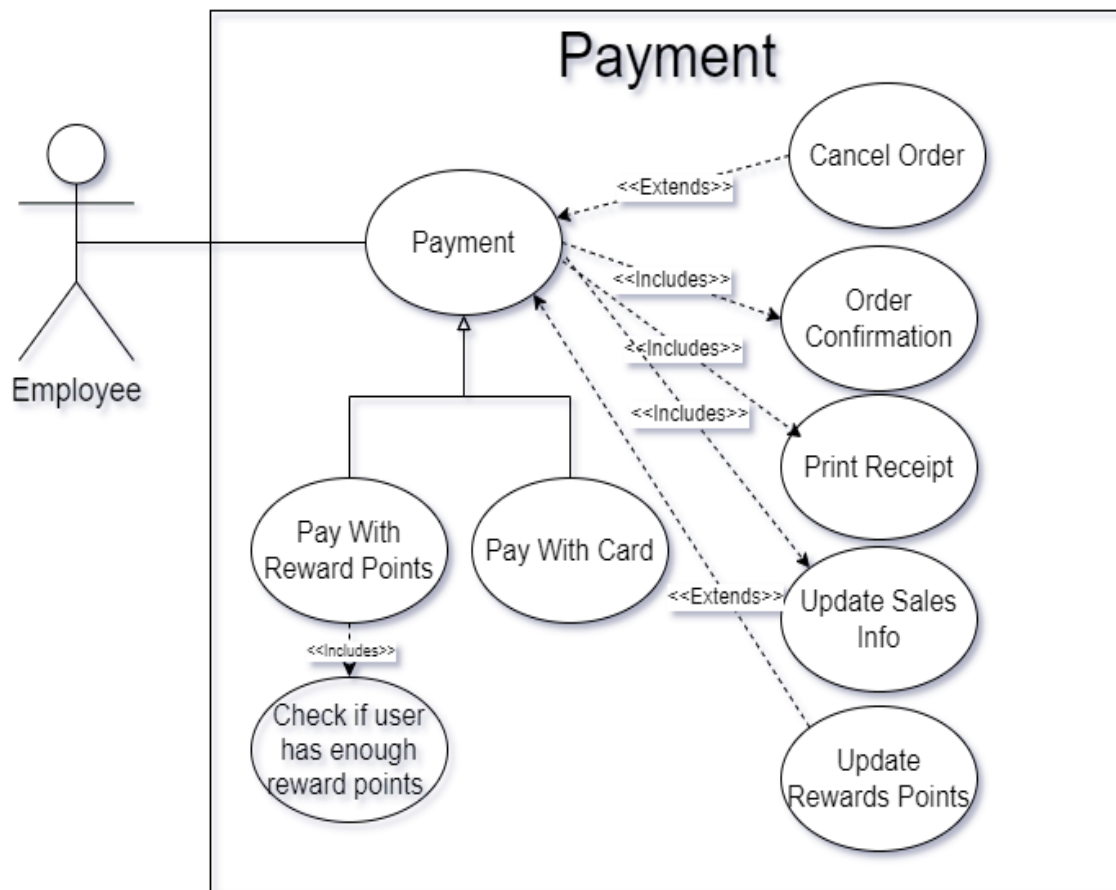 Payment
Cancel Order
<<Extends>>
Payment
<<Includes>>
Order
Confirmation
<<Includes>>
Employee
<<Includes>>
Print Receipt
Pay With
Reward Points
Pay With Card
<<Extends>>
Update Sales
Info
<<Includes>>
Check if user
has enough
reward points
Update
Rewards Points